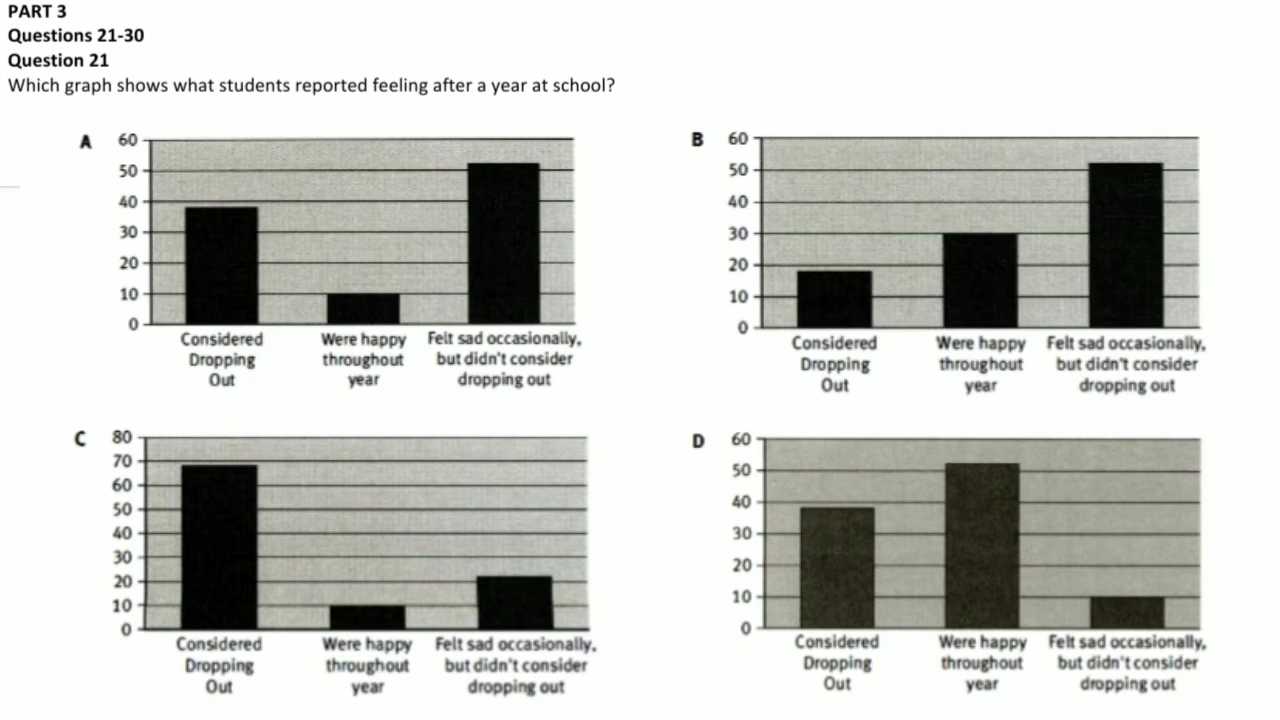 PART 3
Questions 21-30
Question 21
Which graph shows what students reported feeling after a year at school?
A
60
50
40
30
20
10
0
Considered
Dropping
Out
Were happy
throughout
year
Felt sad occasionally,
but didn't consider
dropping out
B
60
50
40
30
20
10
0
Considered
Dropping
Out
Were happy
throughout
year
Felt sad occasionally,
but didn't consider
dropping out
C
80
70
60
50
40
30
20
10
0
Considered
Dropping
Out
Were happy
throughout
year
Felt sad occasionally,
but didn't consider
dropping out
D
60
50
40
30
20
10
0
Considered
Dropping
Out
Were happy
throughout
year
Felt sad occasionally,
but didn't consider
dropping out